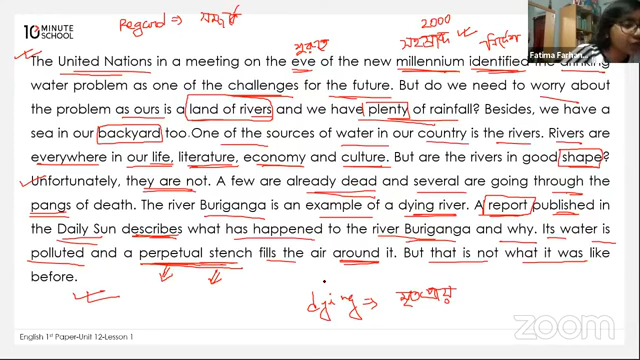 10 MINUTE SCHOOL
Regard ⇒ সম্পর্ক
2000
শুরুতে সহস্রাব্দ নির্দেশ
Fatima Farhan...
The United Nations in a meeting on the eve of the new millennium identified the drinking
water problem as one of the challenges for the future. But do we need to worry about
the problem as ours is a land of rivers and we have plenty of rainfall? Besides, we have a
sea in our backyard too. One of the sources of water in our country is the rivers. Rivers are
everywhere in our life, literature, economy and culture. But are the rivers in good shape?
Unfortunately, they are not. A few are already dead and several are going through the
pangs of death. The river Buriganga is an example of a dying river. A report published in
the Daily Sun describes what has happened to the river Buriganga and why. Its water is
polluted and a perpetual stench fills the air around it. But that is not what it was like
before.
dying ⇒ মৃতপ্রায়
English 1st Paper-Unit 12-Lesson 1
zoom